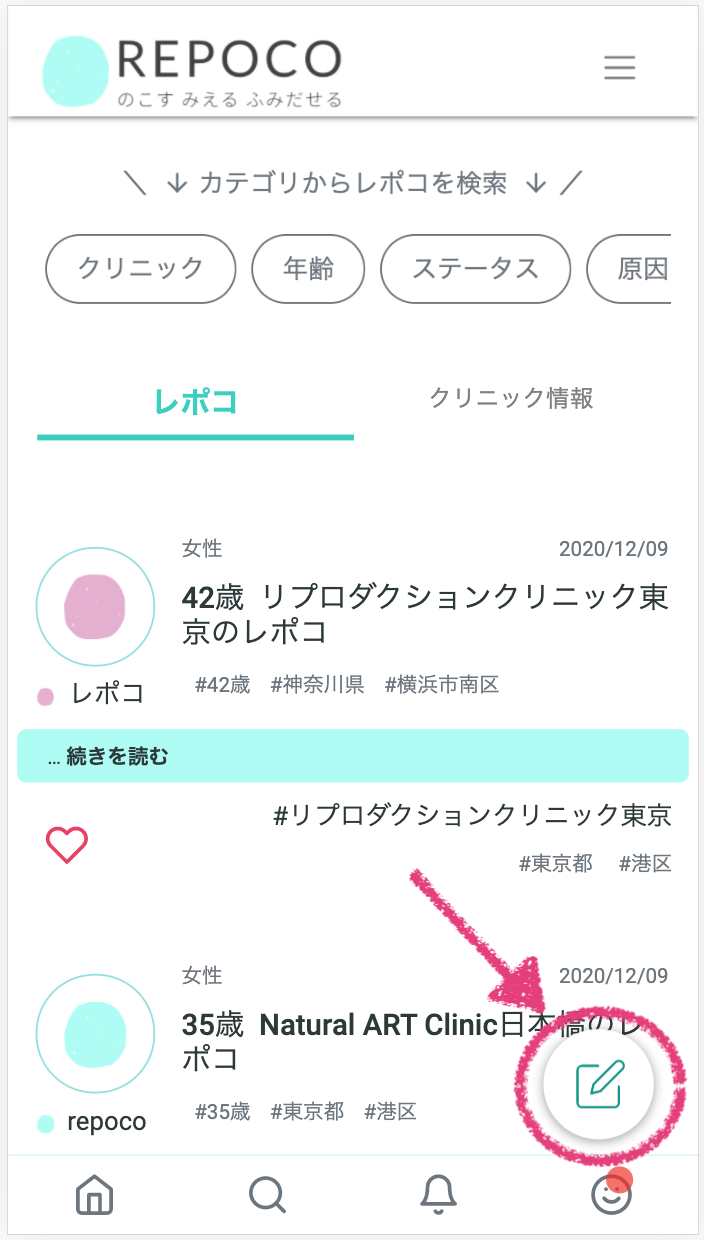 REPOCO
のこす みえる ふみだせる
＼ ↓ カテゴリからレポコを検索 ↓ ／
クリニック 年齢 ステータス 原因
レポコ クリニック情報
女性 2020/12/09
42歳 リプロダクションクリニック東
京のレポコ
レポコ #42歳 #神奈川県 #横浜市南区
... 続きを読む
#リプロダクションクリニック東京
#東京都 #港区
女性 2020/12/09
35歳 Natural ART Clinic日本橋のレ
ポコ
repoco #35歳 #東京都 #港区